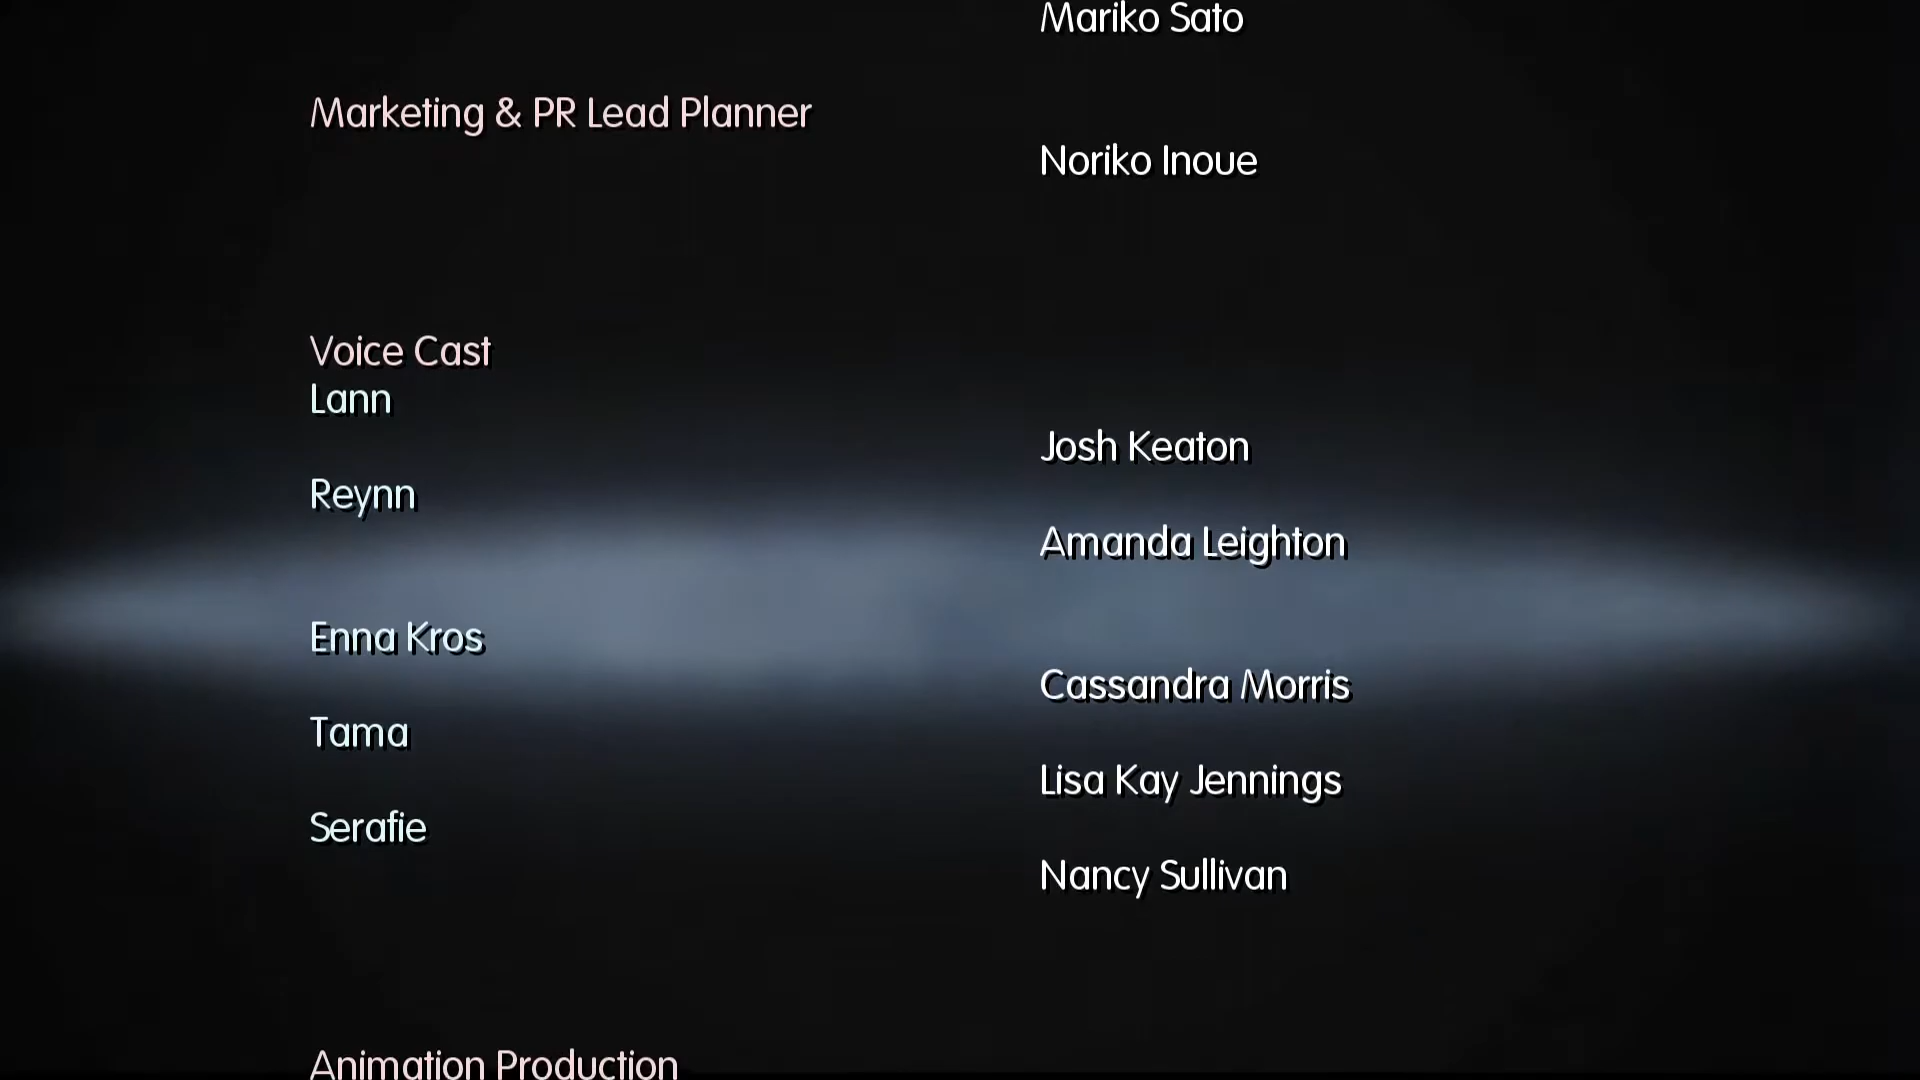 Mariko Sato
Marketing & PR Lead Planner
Noriko Inoue
Voice Cast
Lann
Josh Keaton
Reynn
Amanda Leighton
Enna Kros
Cassandra Morris
Tama
Lisa Kay Jennings
Serafie
Nancy Sullivan
Animation Production